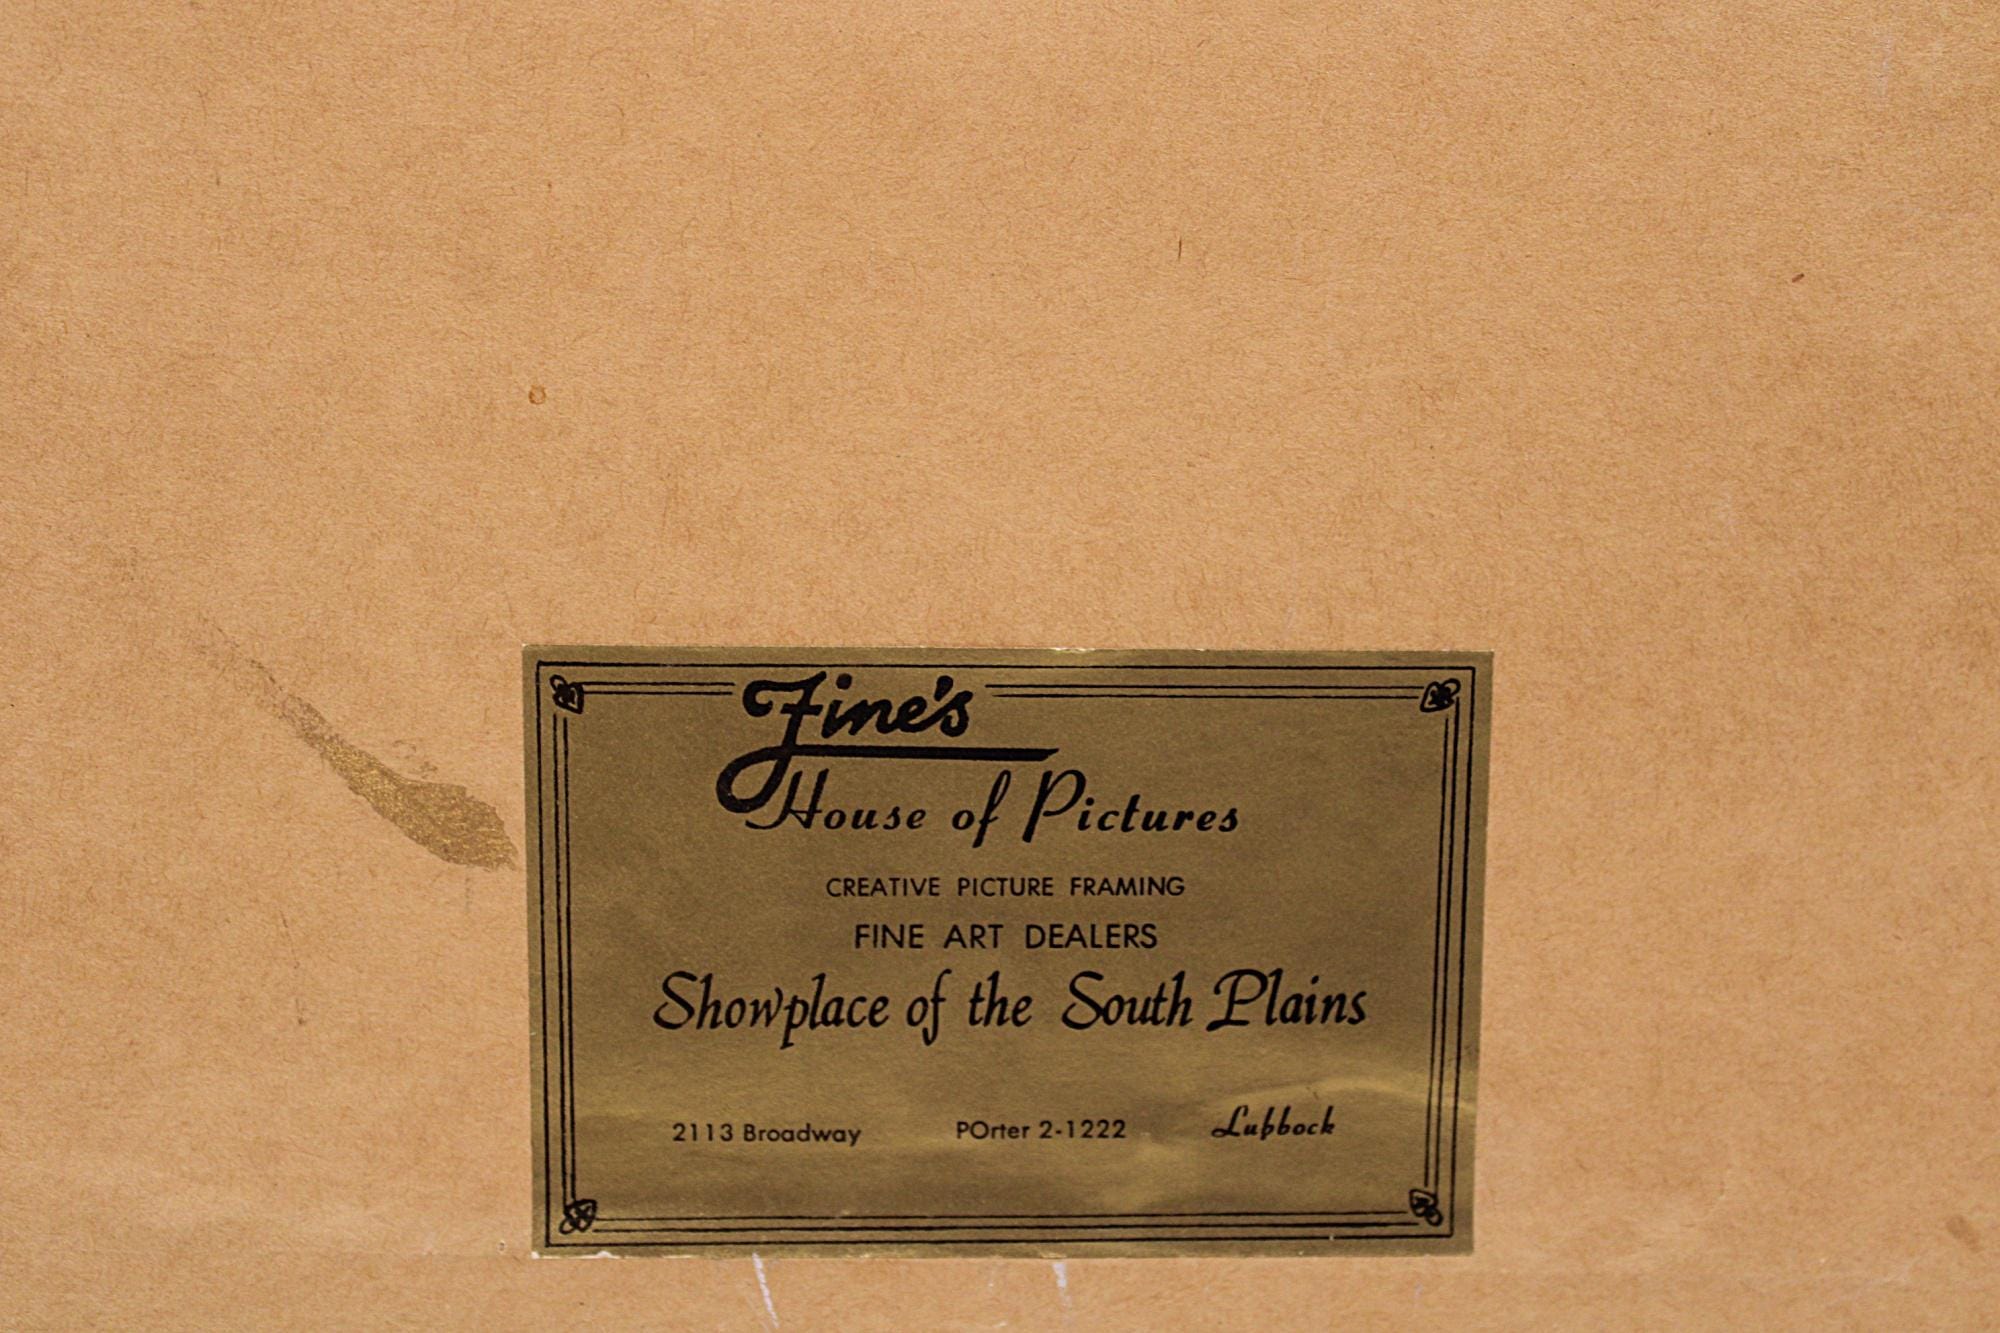 Fine's
House of Pictures
CREATIVE PICTURE FRAMING
FINE ART DEALERS
Showplace of the South Plains
2113 Broadway POrter 2-1222 Lubbock